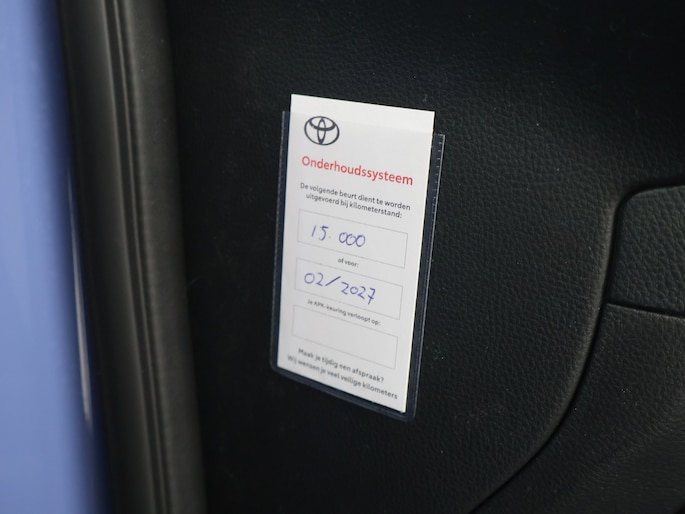 Onderhoudssysteem
De volgende beurt dient te worden
uitgevoerd bij kilometerstand:
15.000
of voor:
02/2027
Je APK-keuring verloopt op:
Maak je tijdig een afspraak?
Wij wensen je veel veilige kilometers